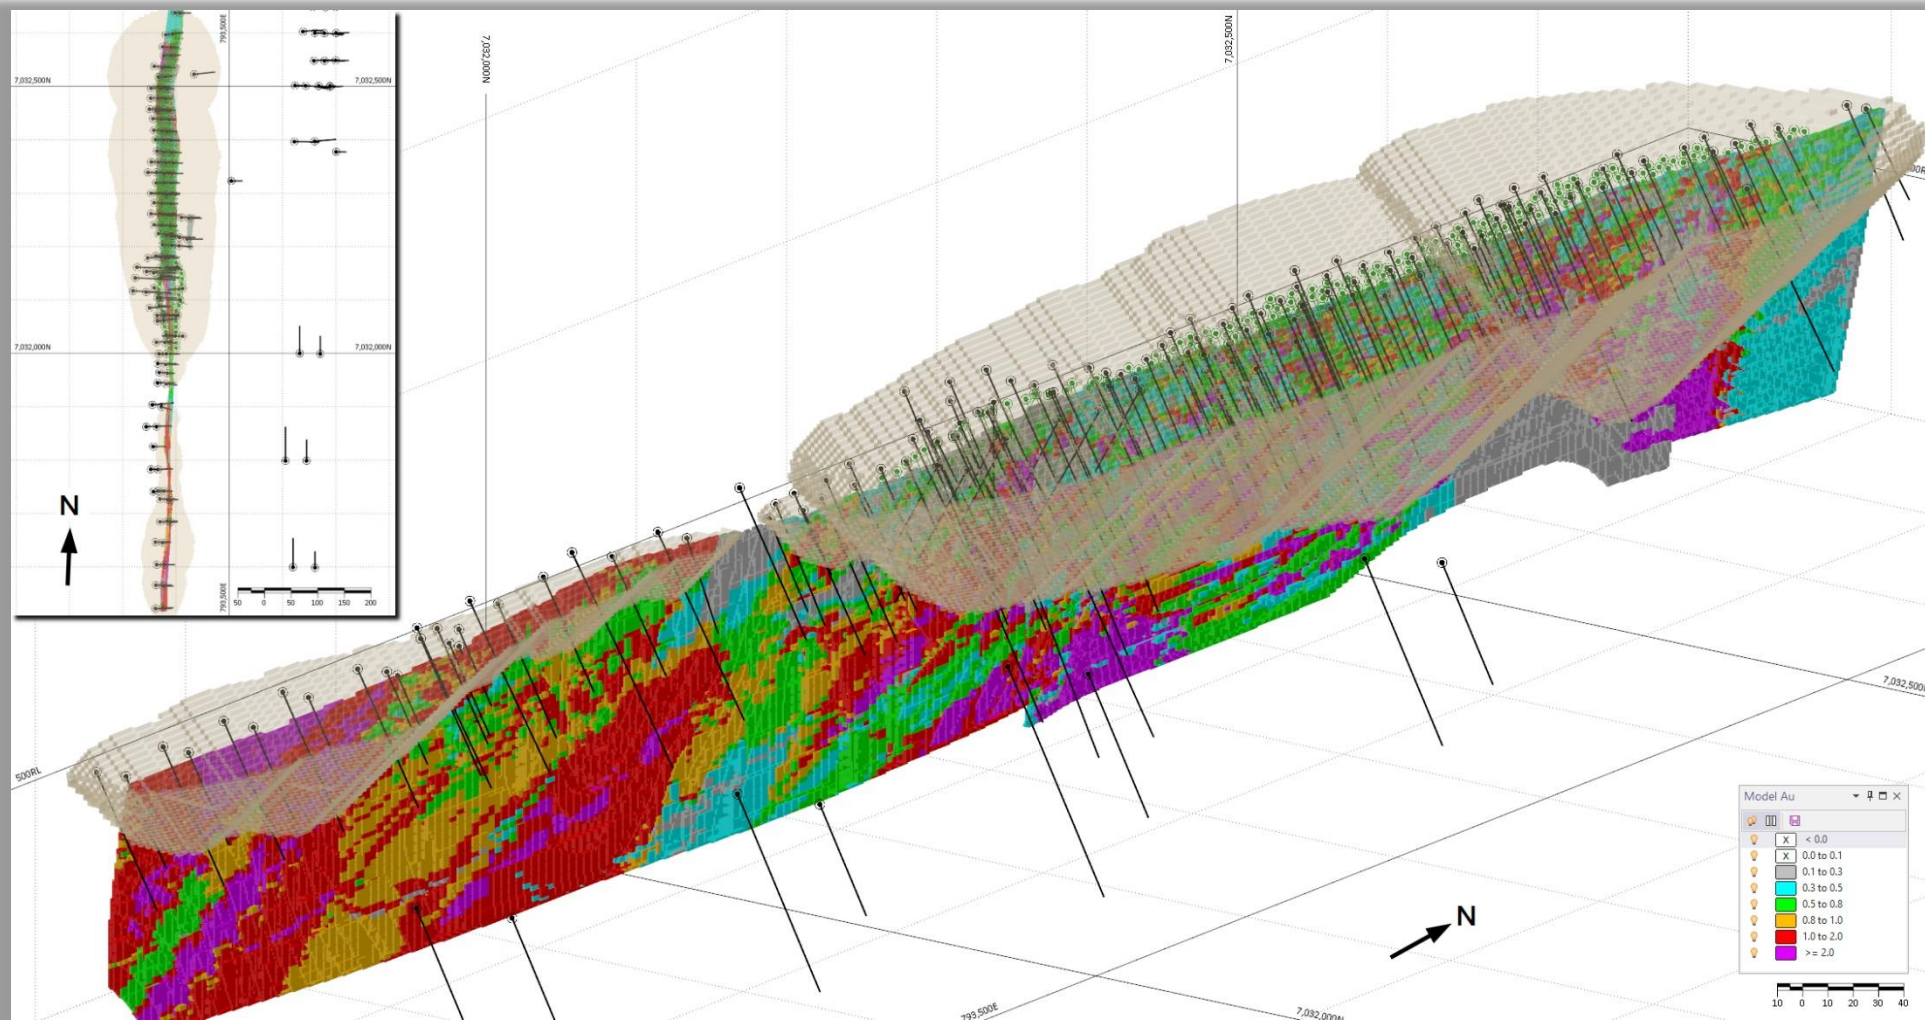 793,500E
7,032,500N
7,032,500N
7,032,000N
7,032,000N
N
793,500E
50 0 50 100 150 200
7,032,000N
7,032,500N
500RL
7,032,500
N
793,500E
7,032,000N
Model Au
X < 0.0
X 0.0 to 0.1
0.1 to 0.3
0.3 to 0.5
0.5 to 0.8
0.8 to 1.0
1.0 to 2.0
>= 2.0
10 0 10 20 30 40